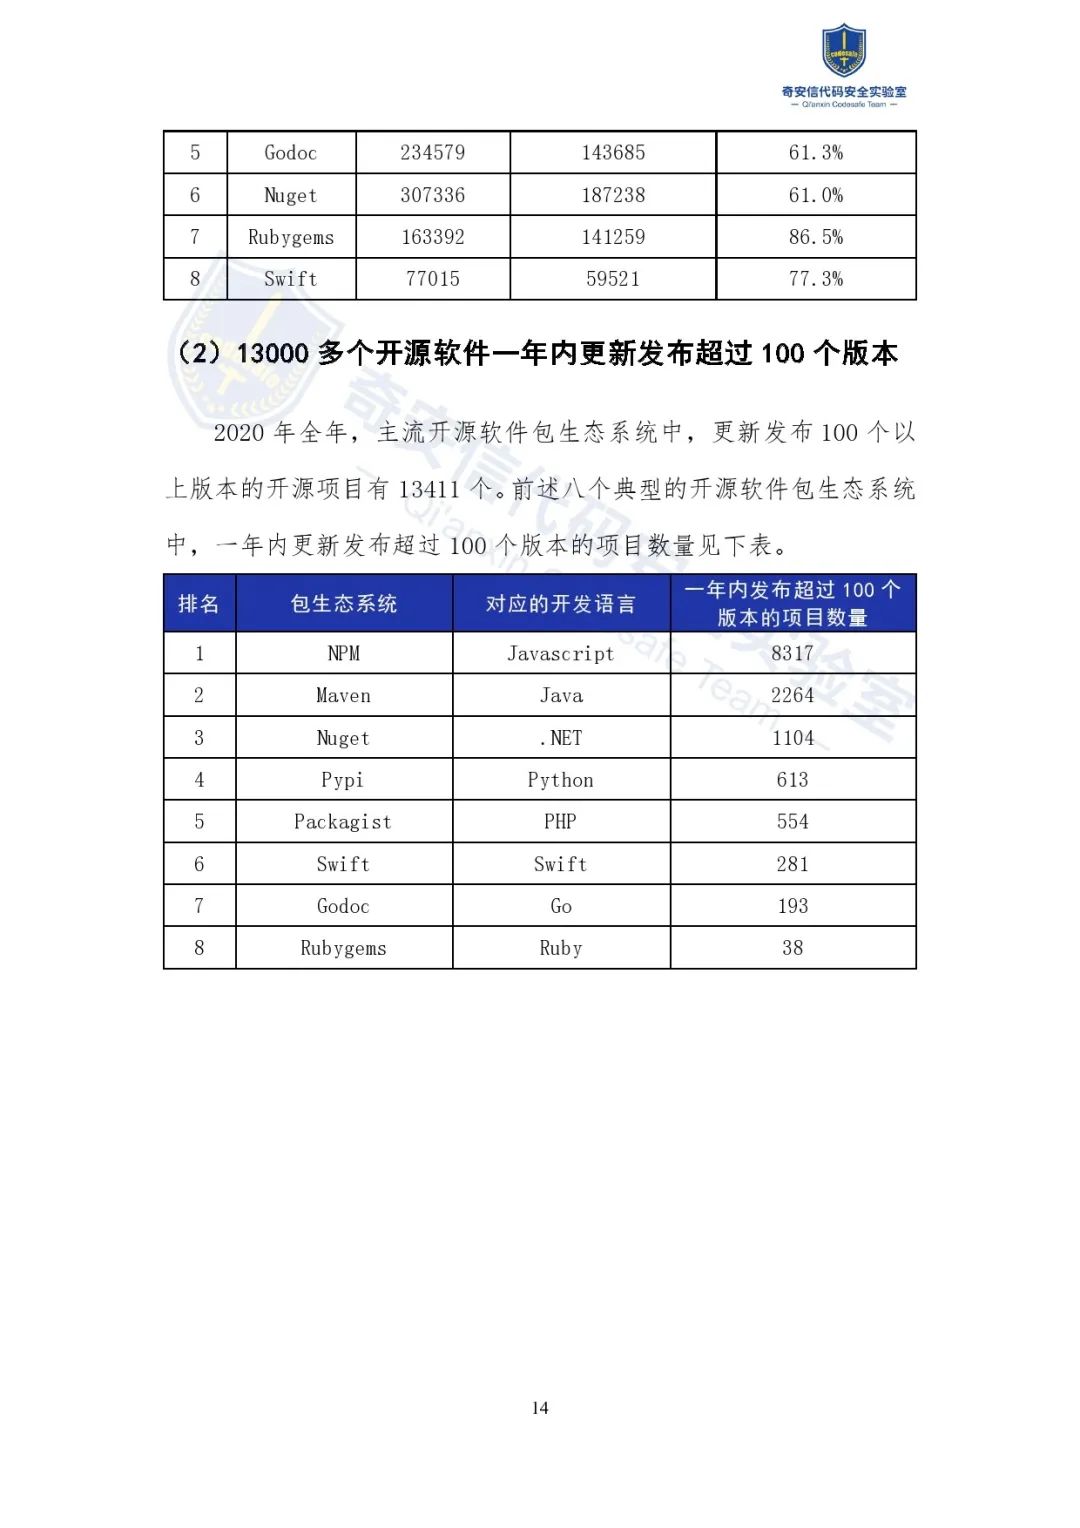 codesafe
奇安信代码安全实验室
— Qi'anxin Codesafe Team —
5 Godoc 234579 143685 61.3%
6 Nuget 307336 187238 61.0%
7 Rubygems 163392 141259 86.5%
8 Swift 77015 59521 77.3%
（2）13000 多个开源软件一年内更新发布超过 100 个版本
2020 年全年，主流开源软件包生态系统中，更新发布 100 个以
上版本的开源项目有 13411 个。前述八个典型的开源软件包生态系统
中，一年内更新发布超过 100 个版本的项目数量见下表。
排名 包生态系统 对应的开发语言 一年内发布超过 100 个
版本的项目数量
1 NPM Javascript 8317
2 Maven Java 2264
3 Nuget .NET 1104
4 Pypi Python 613
5 Packagist PHP 554
6 Swift Swift 281
7 Godoc Go 193
8 Rubygems Ruby 38
14